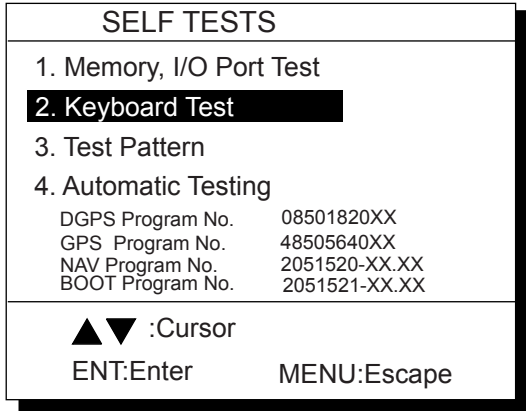 SELF TESTS
1. Memory, I/O Port Test
2. Keyboard Test
3. Test Pattern
4. Automatic Testing
DGPS Program No. 08501820XX
GPS Program No. 48505640XX
NAV Program No. 2051520-XX.XX
BOOT Program No. 2051521-XX.XX
▲▼ :Cursor
ENT:Enter MENU:Escape